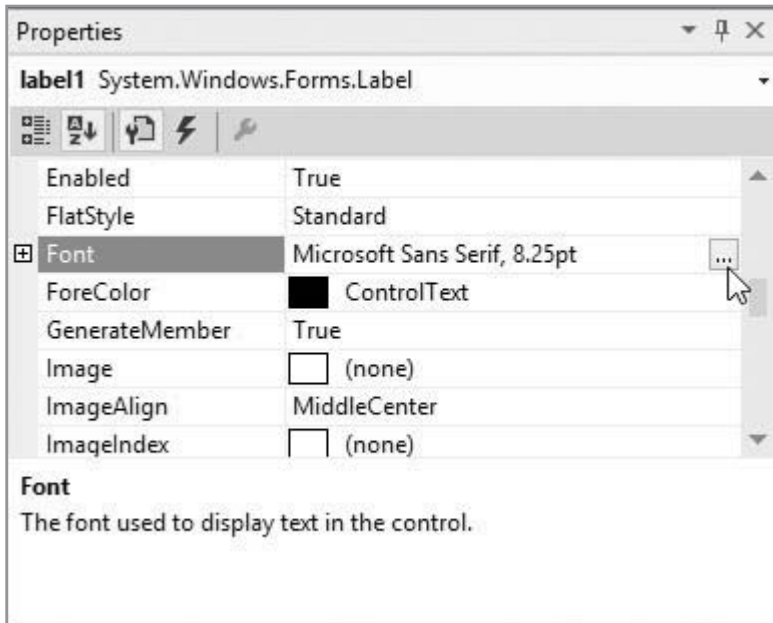 Properties
label1 System.Windows.Forms.Label
Enabled True
FlatStyle Standard
Font Microsoft Sans Serif, 8.25pt ...
ForeColor ControlText
GenerateMember True
Image (none)
ImageAlign MiddleCenter
ImageIndex (none)
Font
The font used to display text in the control.